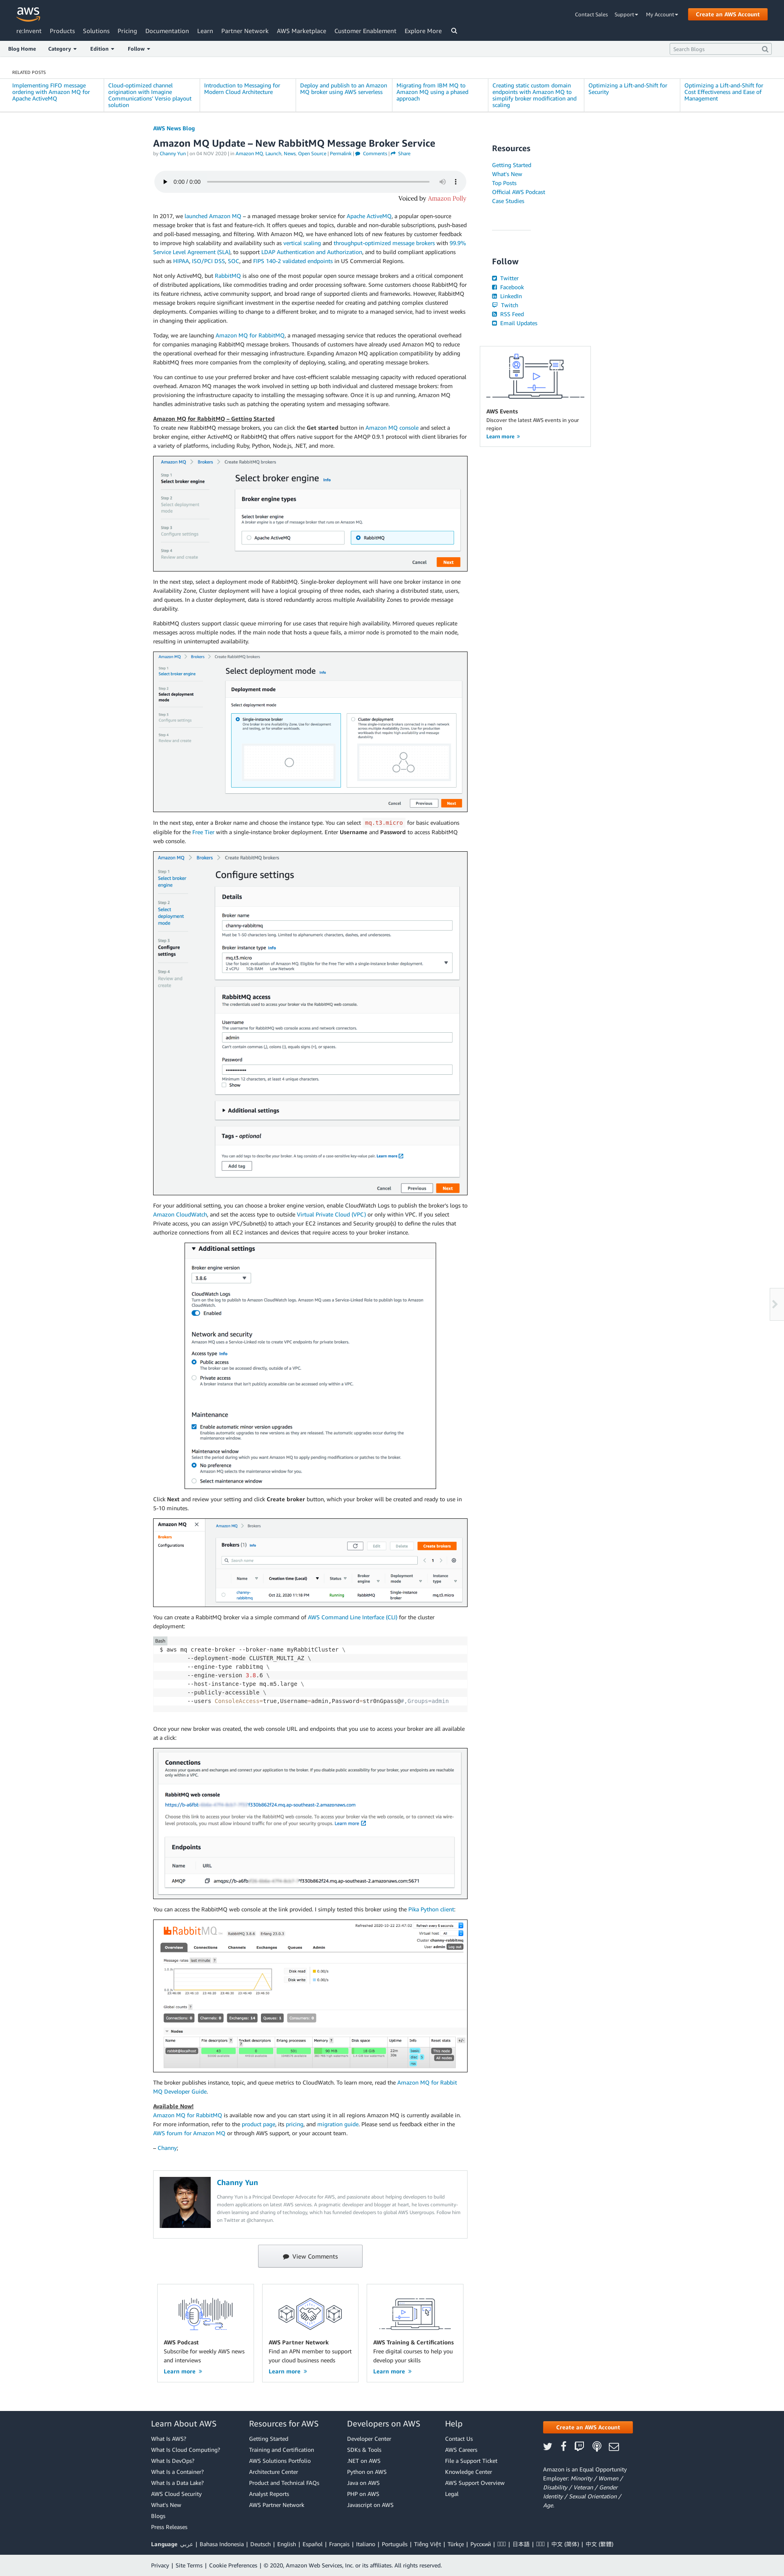 aws
Contact Sales Support My Account Create an AWS Account
re:Invent Products Solutions Pricing Documentation Learn Partner Network AWS Marketplace Customer Enablement Explore More
Blog Home Category Edition Follow Search Blogs
RELATED POSTS
Implementing FIFO message ordering with Amazon MQ for Apache ActiveMQ
Cloud-optimized channel origination with Imagine Communications' Versio playout solution
Introduction to Messaging for Modern Cloud Architecture
Deploy and publish to an Amazon MQ broker using AWS serverless
Migrating from IBM MQ to Amazon MQ using a phased approach
Creating static custom domain endpoints with Amazon MQ to simplify broker modification and scaling
Optimizing a Lift-and-Shift for Security
Optimizing a Lift-and-Shift for Cost Effectiveness and Ease of Management
AWS News Blog
Amazon MQ Update – New RabbitMQ Message Broker Service
by Channy Yun | on 04 NOV 2020 | in Amazon MQ, Launch, News, Open Source | Permalink | Comments | Share
0:00 / 0:00
Voiced by Amazon Polly
In 2017, we launched Amazon MQ – a managed message broker service for Apache ActiveMQ, a popular open-source
message broker that is fast and feature-rich. It offers queues and topics, durable and non-durable subscriptions, push-based
and poll-based messaging, and filtering. With Amazon MQ, we have enhanced lots of new features by customer feedback
to improve high scalability and availability such as vertical scaling and throughput-optimized message brokers with 99.9%
Service Level Agreement (SLA), to support LDAP Authentication and Authorization, and to build compliant applications
such as HIPAA, ISO/PCI DSS, SOC, and FIPS 140-2 validated endpoints in US Commercial Regions.
Not only ActiveMQ, but RabbitMQ is also one of the most popular open source message brokers and a critical component
of distributed applications, like modern commerce sites and financial systems. Some customers choose RabbitMQ for
its niche features, active community support, and broad range of supported clients and languages. However, RabbitMQ
message brokers require significant investments in the expertise needed for creating and patching complex clustered
deployments. Companies willing to change to a different broker, or to migrate to a managed service, had to invest weeks
in changing their application.
Today, we are launching Amazon MQ for RabbitMQ, a managed messaging service that reduces the operational overhead
for companies managing RabbitMQ message brokers. Thousands of customers have already used Amazon MQ to reduce
the operational overhead for their messaging infrastructure. Expanding Amazon MQ application compatibility by adding
RabbitMQ frees more companies from the complexity of deploying, scaling, and operating message brokers.
You can continue to use your preferred broker and have cost-efficient, scalable messaging capacity with reduced operational
overhead. Amazon MQ manages the work involved in setting up both individual and clustered message brokers: from
provisioning the infrastructure capacity to installing the message broker software. Once it is up and running, Amazon MQ
handles administrative tasks such as patching the operating system and messaging software.
Amazon MQ for RabbitMQ – Getting Started
To create new RabbitMQ message brokers, you can click the Get started button in Amazon MQ console and select a
broker engine, either ActiveMQ or RabbitMQ that offers native support for the AMQP 0.9.1 protocol with client libraries for
a variety of platforms, including Ruby, Python, Node.js, .NET, and more.
Amazon MQ Brokers Create RabbitMQ brokers
Step 1
Select broker engine
Step 2
Select deployment mode
Step 3
Configure settings
Step 4
Review and create
Select broker engine Info
Broker engine types
Select broker engine
A broker engine is a type of message broker that runs on Amazon MQ.
Apache ActiveMQ
RabbitMQ
Cancel Next
In the next step, select a deployment mode of RabbitMQ. Single-broker deployment will have one broker instance in one
Availability Zone, Cluster deployment will have a logical grouping of three nodes, each sharing a distributed state, users,
and queues. In a cluster deployment, data is stored redundantly across multiple Availability Zones to provide message
durability.
RabbitMQ clusters support classic queue mirroring for use cases that require high availability. Mirrored queues replicate
messages across multiple nodes. If the main node that hosts a queue fails, a mirror node is promoted to the main node,
resulting in uninterrupted availability.
Amazon MQ Brokers Create RabbitMQ brokers
Step 1
Select broker engine
Step 2
Select deployment mode
Step 3
Configure settings
Step 4
Review and create
Select deployment mode Info
Deployment mode
Select deployment mode
Single-instance broker
Cluster deployment
Cancel Previous Next
In the next step, enter a Broker name and choose the instance type. You can select mq.t3.micro for basic evaluations
eligible for the Free Tier with a single-instance broker deployment. Enter Username and Password to access RabbitMQ
web console.
Amazon MQ Brokers Create RabbitMQ brokers
Step 1
Select broker engine
Step 2
Select deployment mode
Step 3
Configure settings
Step 4
Review and create
Configure settings
Details
Broker name
channy-rabbitmq
Must be 1-50 characters long. Limited to alphanumeric characters, dashes, and underscores.
Broker instance type Info
mq.t3.micro
Use for basic evaluation of Amazon MQ. Eligible for the Free Tier with a single-instance broker deployment.
2 vCPU 1Gib RAM Low Network
RabbitMQ access
The credentials used to access your broker via the RabbitMQ web console.
Username
The username for RabbitMQ web console and network connectors.
admin
Can't contain commas (,), colons (:), equals signs (=), or spaces.
Password
Minimum 12 characters, at least 4 unique characters.
Show
Additional settings
Tags - optional
You can add tags to describe your broker. A tag consists of a case sensitive key-value pair. Learn more
Add tag
Cancel Previous Next
For your additional setting, you can choose a broker engine version, enable CloudWatch Logs to publish the broker's logs to
Amazon CloudWatch, and set the access type to outside Virtual Private Cloud (VPC) or only within VPC. If you select
Private access, you can assign VPC/Subnet(s) to attach your EC2 instances and Security group(s) to define the rules that
authorize connections from all EC2 instances and devices that require access to your broker instance.
Additional settings
Broker engine version
3.8.6
CloudWatch Logs
Turn on the log to publish to Amazon CloudWatch Logs. Amazon MQ uses a Service-Linked Role to publish logs to Amazon CloudWatch.
Enabled
Network and security
Amazon MQ uses a Service-Linked role to create VPC endpoints for private brokers.
Access type Info
Public access
The broker can be accessed directly, outside of a VPC.
Private access
A broker instance that isn't publicly accessible, but can be accessible within a VPC.
Maintenance
Enable automatic minor version upgrades
Enables automatic upgrades to new minor versions as they are released. The automatic upgrades occur during the maintenance window of the broker.
Maintenance window
Select the period during which you want Amazon MQ to apply pending modifications or patches to the broker.
No preference
Amazon MQ selects the maintenance window for you.
Select maintenance window
Click Next and review your setting and click Create broker button, which your broker will be created and ready to use in
5-10 minutes.
Amazon MQ
Brokers
Configurations
Amazon MQ Brokers
Brokers (1) Info Edit Delete Create brokers
Search name 1
Name Creation time (Local) Status Broker engine Deployment mode Instance type
channy-rabbitmq Oct 22, 2020 11:18 PM Running RabbitMQ Single-instance broker mq.t3.micro
You can create a RabbitMQ broker via a simple command of AWS Command Line Interface (CLI) for the cluster
deployment:
Bash
$ aws mq create-broker --broker-name myRabbitCluster \
--deployment-mode CLUSTER_MULTI_AZ \
--engine-type rabbitmq \
--engine-version 3.8.6 \
--host-instance-type mq.m5.large \
--publicly-accessible \
--users ConsoleAccess=true,Username=admin,Password=str0nGpass@#,Groups=admin
Once your new broker was created, the web console URL and endpoints that you use to access your broker are all available
at a click:
Connections
Access your queues and exchanges and connect your application to the broker. If you disable public accessibility for your broker, your resources are reachable only within a VPC.
RabbitMQ web console
Choose this link to access your broker via the RabbitMQ web console. To access your broker via the web console, or to connect via wire-level protocols, you must allow inbound traffic for one of your security groups. Learn more
Endpoints
Name URL
AMQP
You can access the RabbitMQ web console at the link provided. I simply tested this broker using the Pika Python client:
RabbitMQ RabbitMQ 3.8.6 Erlang 22.0.3
Overview Connections Channels Exchanges Queues Admin
The broker publishes instance, topic, and queue metrics to CloudWatch. To learn more, read the Amazon MQ for Rabbit
MQ Developer Guide.
Available Now!
Amazon MQ for RabbitMQ is available now and you can start using it in all regions Amazon MQ is currently available in.
For more information, refer to the product page, its pricing, and migration guide. Please send us feedback either in the
AWS forum for Amazon MQ or through AWS support, or your account team.
– Channy;
Channy Yun
Channy Yun is a Principal Developer Advocate for AWS, and passionate about helping developers to build
modern applications on latest AWS services. A pragmatic developer and blogger at heart, he loves community-
driven learning and sharing of technology, which has funneled developers to global AWS Usergroups. Follow him
on Twitter at @channyun.
View Comments
AWS Podcast
Subscribe for weekly AWS news and interviews
Learn more »
AWS Partner Network
Find an APN member to support your cloud business needs
Learn more »
AWS Training & Certifications
Free digital courses to help you develop your skills
Learn more »
Resources
Getting Started
What's New
Top Posts
Official AWS Podcast
Case Studies
Follow
Twitter
Facebook
LinkedIn
Twitch
RSS Feed
Email Updates
AWS Events
Discover the latest AWS events in your region
Learn more »
Learn About AWS
What Is AWS?
What Is Cloud Computing?
What Is DevOps?
What Is a Container?
What Is a Data Lake?
AWS Cloud Security
What's New
Blogs
Press Releases
Resources for AWS
Getting Started
Training and Certification
AWS Solutions Portfolio
Architecture Center
Product and Technical FAQs
Analyst Reports
AWS Partner Network
Developers on AWS
Developer Center
SDKs & Tools
.NET on AWS
Python on AWS
Java on AWS
PHP on AWS
Javascript on AWS
Help
Contact Us
AWS Careers
File a Support Ticket
Knowledge Center
AWS Support Overview
Legal
Create an AWS Account
Amazon is an Equal Opportunity
Employer: Minority / Women /
Disability / Veteran / Gender
Identity / Sexual Orientation /
Age.
Language عربي | Bahasa Indonesia | Deutsch | English | Español | Français | Italiano | Português | Tiếng Việt | Türkçe | Ρусский | | 日本語 | | 中文 (简体) | 中文 (繁體)
Privacy | Site Terms | Cookie Preferences | © 2020, Amazon Web Services, Inc. or its affiliates. All rights reserved.